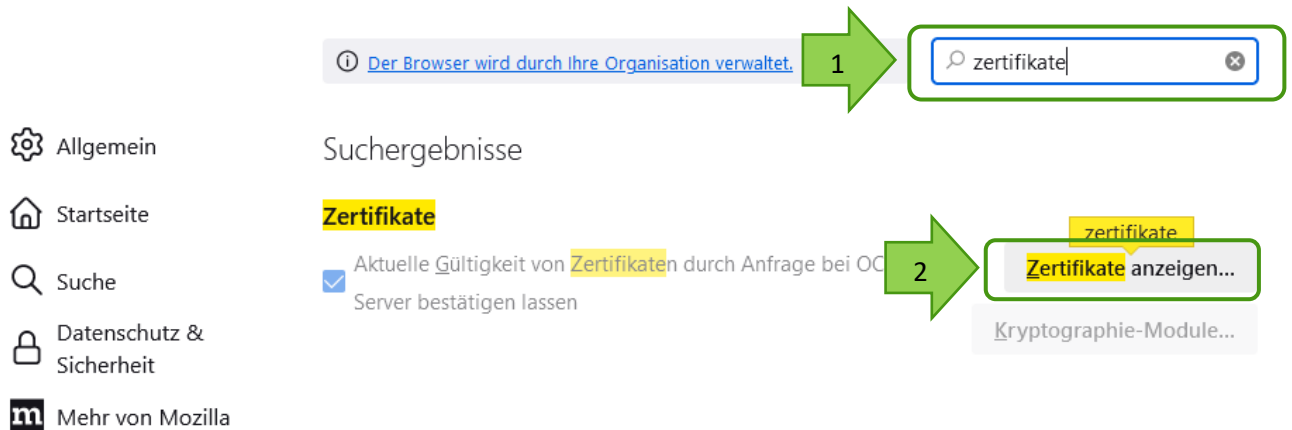 Der Browser wird durch Ihre Organisation verwaltet.
1
zertifikate
Allgemein
Suchergebnisse
Startseite
Zertifikate
zertifikate
Aktuelle Gültigkeit von Zertifikaten durch Anfrage bei OC
2
Zertifikate anzeigen...
Suche
Server bestätigen lassen
Datenschutz &
Sicherheit
Kryptographie-Module...
m Mehr von Mozilla